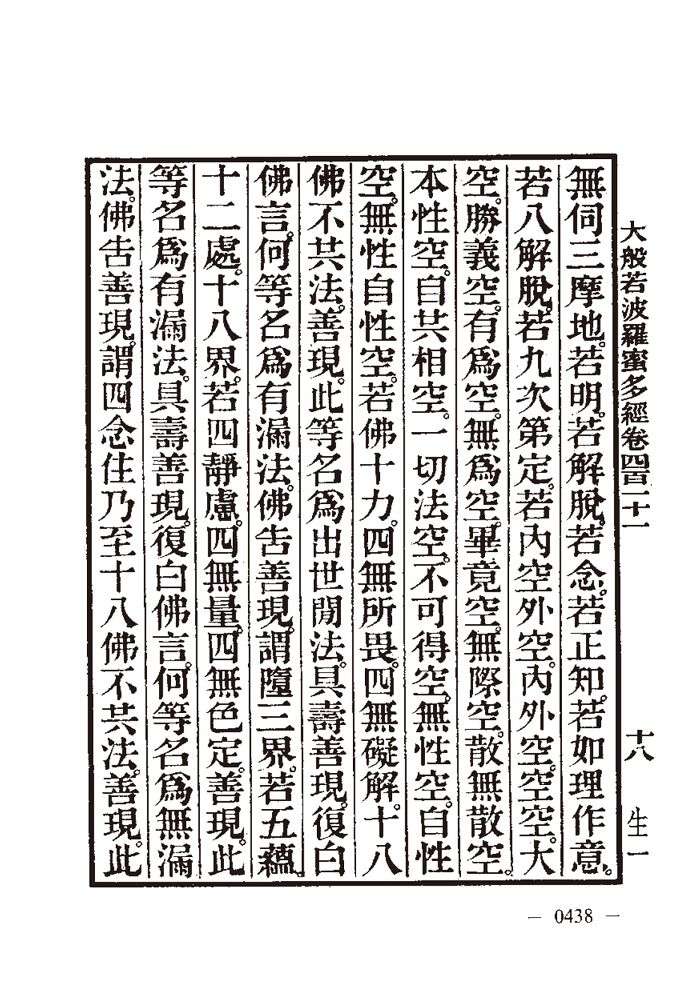 大般若波羅蜜多經卷四百二十一　十八　生一
無伺三摩地。若明。若解脫。若念。若正知。若如理作意。
若八解脫。若九次第定。若內空外空。內外空。空空。大
空。勝義空。有爲空。無爲空。畢竟空。無際空。散無散空。
本性空。自共相空。一切法空。不可得空。無性空。自性
空。無性自性空。若佛十力。四無所畏。四無礙解。十八
佛不共法。善現。此等名爲出世閒法。具壽善現。復白
佛言。何等名爲有漏法。佛告善現。謂墮三界。若五蘊。
十二處。十八界。若四靜慮。四無量。四無色定。善現。此
等名爲有漏法。具壽善現。復白佛言。何等名爲無漏
法。佛告善現。謂四念住乃至十八佛不共法。善現。此
— 0438 —